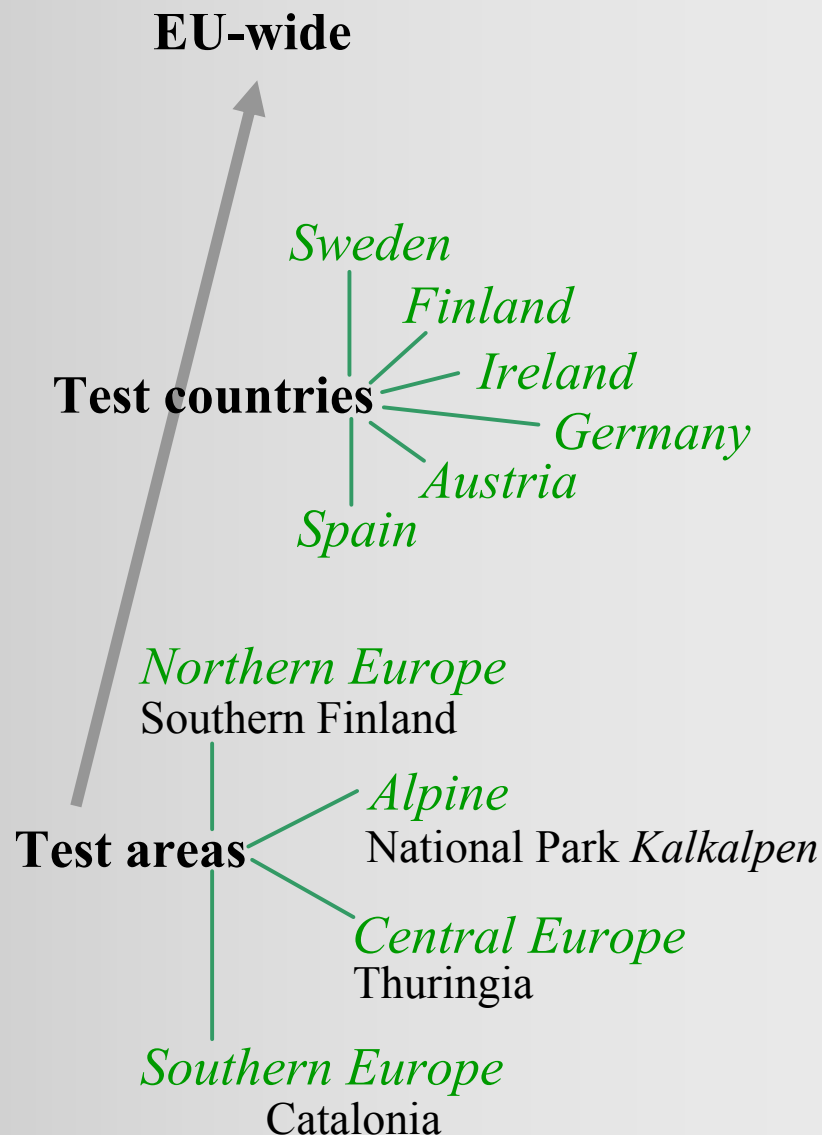 EU-wide
Sweden
Finland
Ireland
Test countries
Germany
Austria
Spain
Northern Europe
Southern Finland
Alpine
Test areas
National Park Kalkalpen
Central Europe
Thuringia
Southern Europe
Catalonia